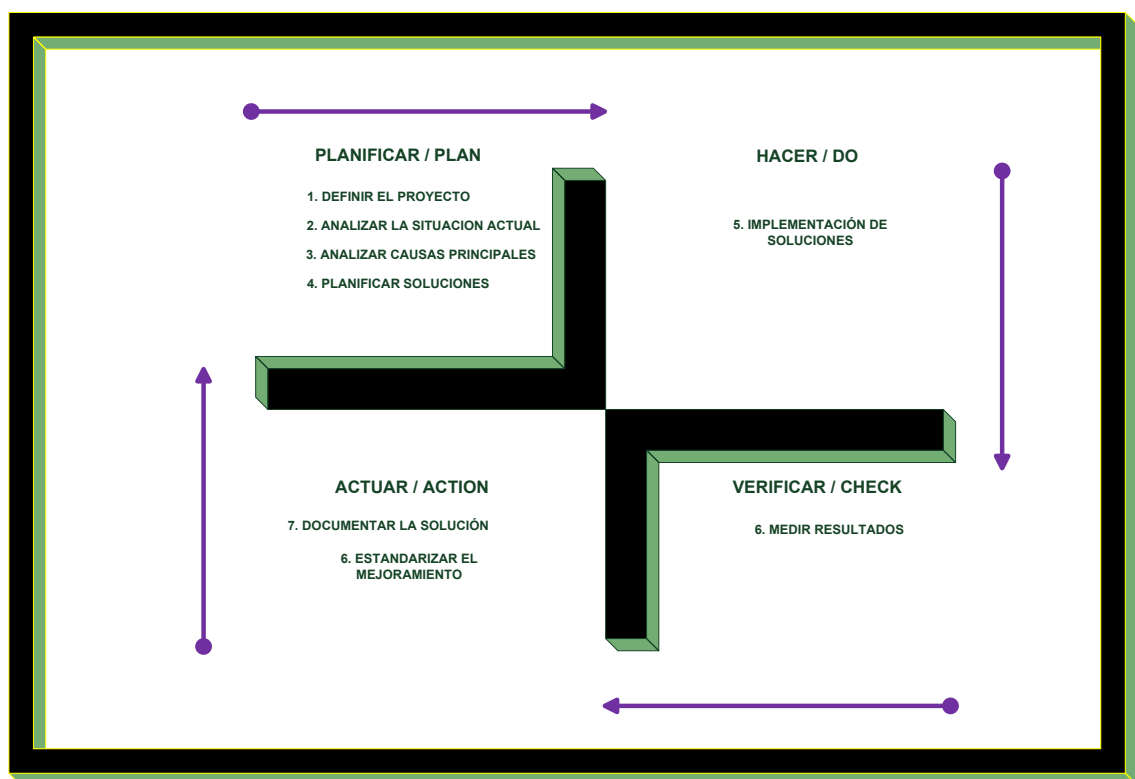 PLANIFICAR / PLAN
1. DEFINIR EL PROYECTO
2. ANALIZAR LA SITUACION ACTUAL
3. ANALIZAR CAUSAS PRINCIPALES
4. PLANIFICAR SOLUCIONES
HACER / DO
5. IMPLEMENTACIÓN DE
SOLUCIONES
ACTUAR / ACTION
7. DOCUMENTAR LA SOLUCIÓN
6. ESTANDARIZAR EL
MEJORAMIENTO
VERIFICAR / CHECK
6. MEDIR RESULTADOS